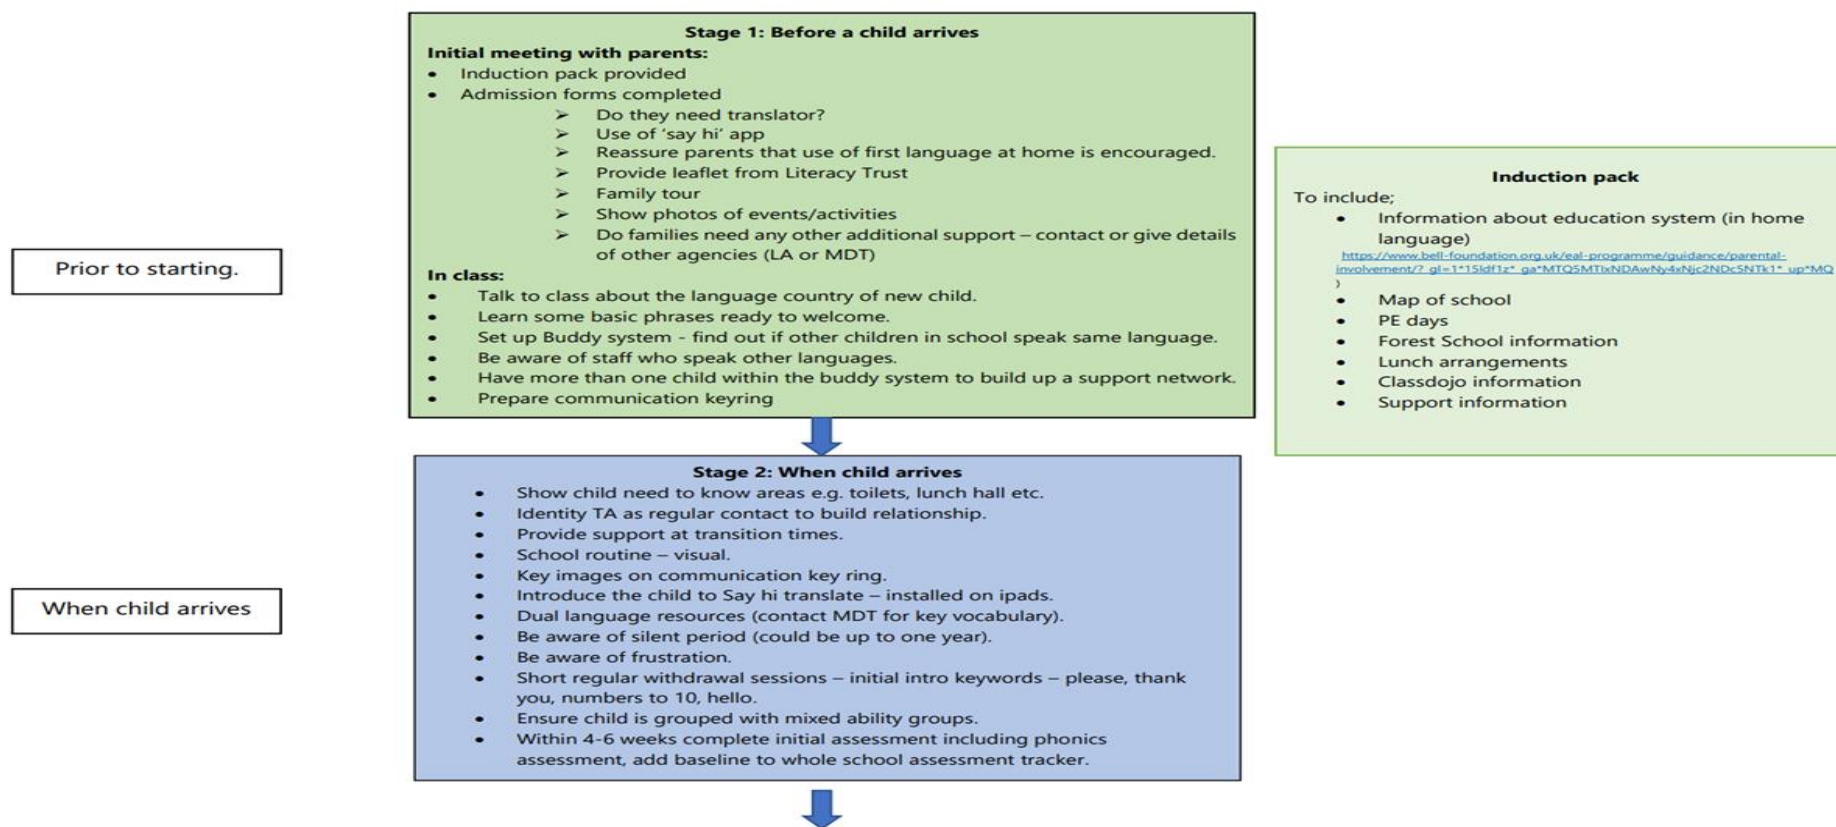 Stage 1: Before a child arrives
Initial meeting with parents:
• Induction pack provided
• Admission forms completed
➢ Do they need translator?
➢ Use of ‘say hi’ app
➢ Reassure parents that use of first language at home is encouraged.
➢ Provide leaflet from Literacy Trust
➢ Family tour
➢ Show photos of events/activities
➢ Do families need any other additional support – contact or give details
of other agencies (LA or MDT)
In class:
• Talk to class about the language country of new child.
• Learn some basic phrases ready to welcome.
• Set up Buddy system - find out if other children in school speak same language.
• Be aware of staff who speak other languages.
• Have more than one child within the buddy system to build up a support network.
• Prepare communication keyring
Prior to starting.
Induction pack
To include;
• Information about education system (in home
language)
https://www.bell-foundation.org.uk/eal-programme/guidance/parental-
)
• Map of school
• PE days
• Forest School information
• Lunch arrangements
• Classdojo information
• Support information
Stage 2: When child arrives
• Show child need to know areas e.g. toilets, lunch hall etc.
• Identity TA as regular contact to build relationship.
• Provide support at transition times.
• School routine – visual.
• Key images on communication key ring.
• Introduce the child to Say hi translate – installed on ipads.
• Dual language resources (contact MDT for key vocabulary).
• Be aware of silent period (could be up to one year).
• Be aware of frustration.
• Short regular withdrawal sessions – initial intro keywords – please, thank
you, numbers to 10, hello.
• Ensure child is grouped with mixed ability groups.
• Within 4-6 weeks complete initial assessment including phonics
assessment, add baseline to whole school assessment tracker.
When child arrives